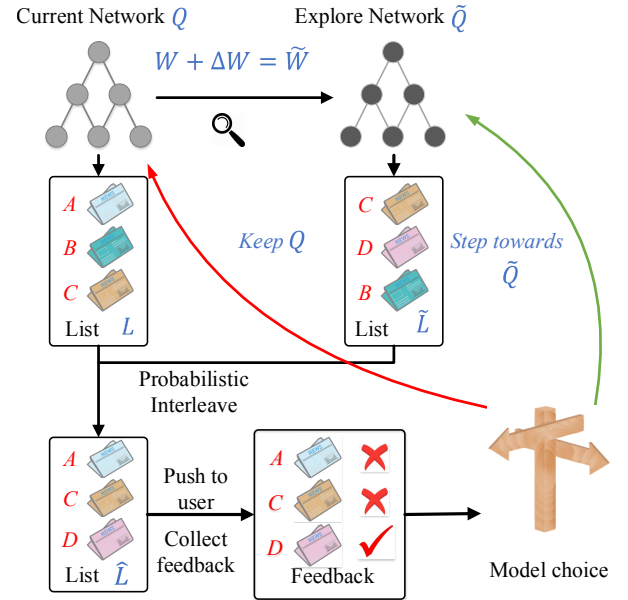 Current Network Q
Explore Network Q̃
W + ΔW = W̃
A
B
C
List L
C
D
B
List L̃
Keep Q
Step towards
Q̃
Probabilistic
Interleave
A
C
D
List L̂
Push to
user
Collect
feedback
A
C
D
Feedback
Model choice